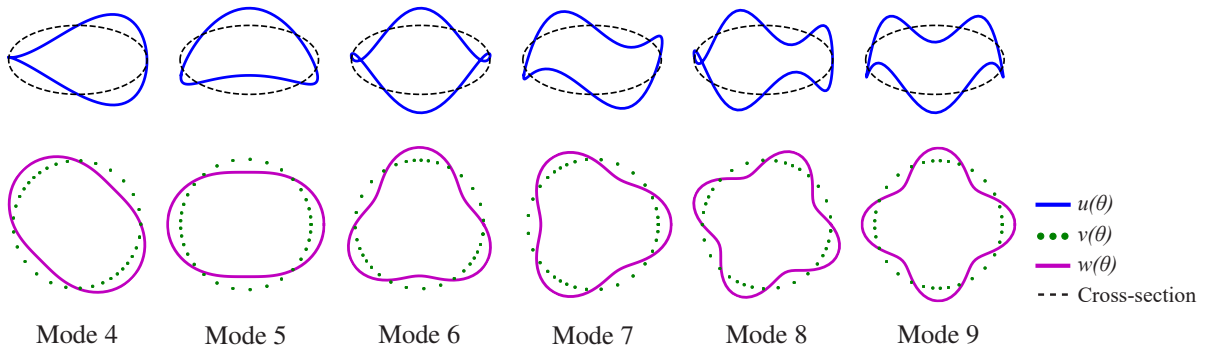 u(θ)
v(θ)
w(θ)
Cross-section
Mode 4
Mode 5
Mode 6
Mode 7
Mode 8
Mode 9